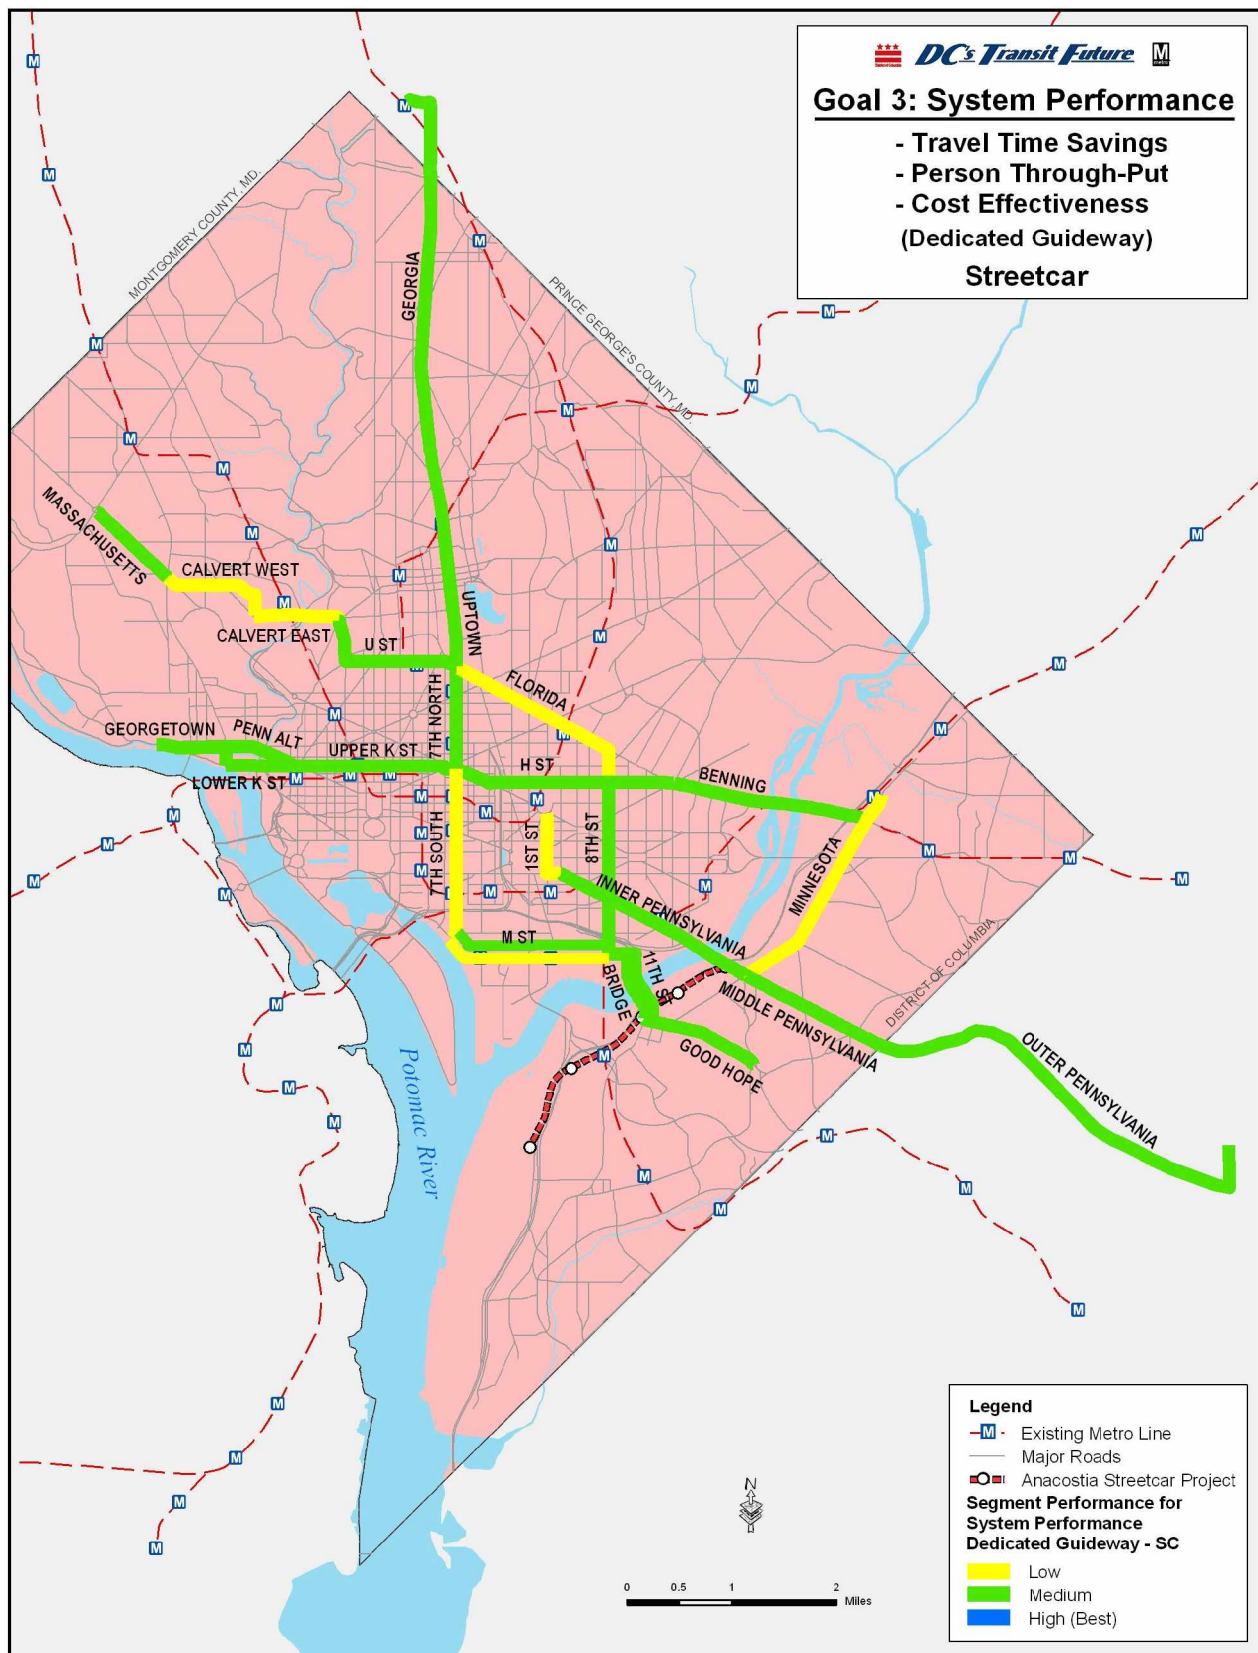 DC's Transit Future
M
metro
Goal 3: System Performance
- Travel Time Savings
- Person Through-Put
- Cost Effectiveness
(Dedicated Guideway)
Streetcar
MONTGOMERY COUNTY, MD.
PRINCE GEORGE'S COUNTY, MD.
GEORGIA
MASSACHUSETTS
CALVERT WEST
CALVERT EAST
U ST
UPTOWN
FLORIDA
7TH NORTH
GEORGETOWN
PENN ALT
UPPER K ST
LOWER K ST
H ST
BENNING
7TH SOUTH
1ST ST
8TH ST
MINNESOTA
INNER PENNSYLVANIA
M ST
11TH ST
BRIDGE
MIDDLE PENNSYLVANIA
DISTRICT OF COLUMBIA
GOOD HOPE
OUTER PENNSYLVANIA
Potomac River
N
0 0.5 1 2
Miles
Legend
M Existing Metro Line
Major Roads
Anacostia Streetcar Project
Segment Performance for
System Performance
Dedicated Guideway - SC
Low
Medium
High (Best)